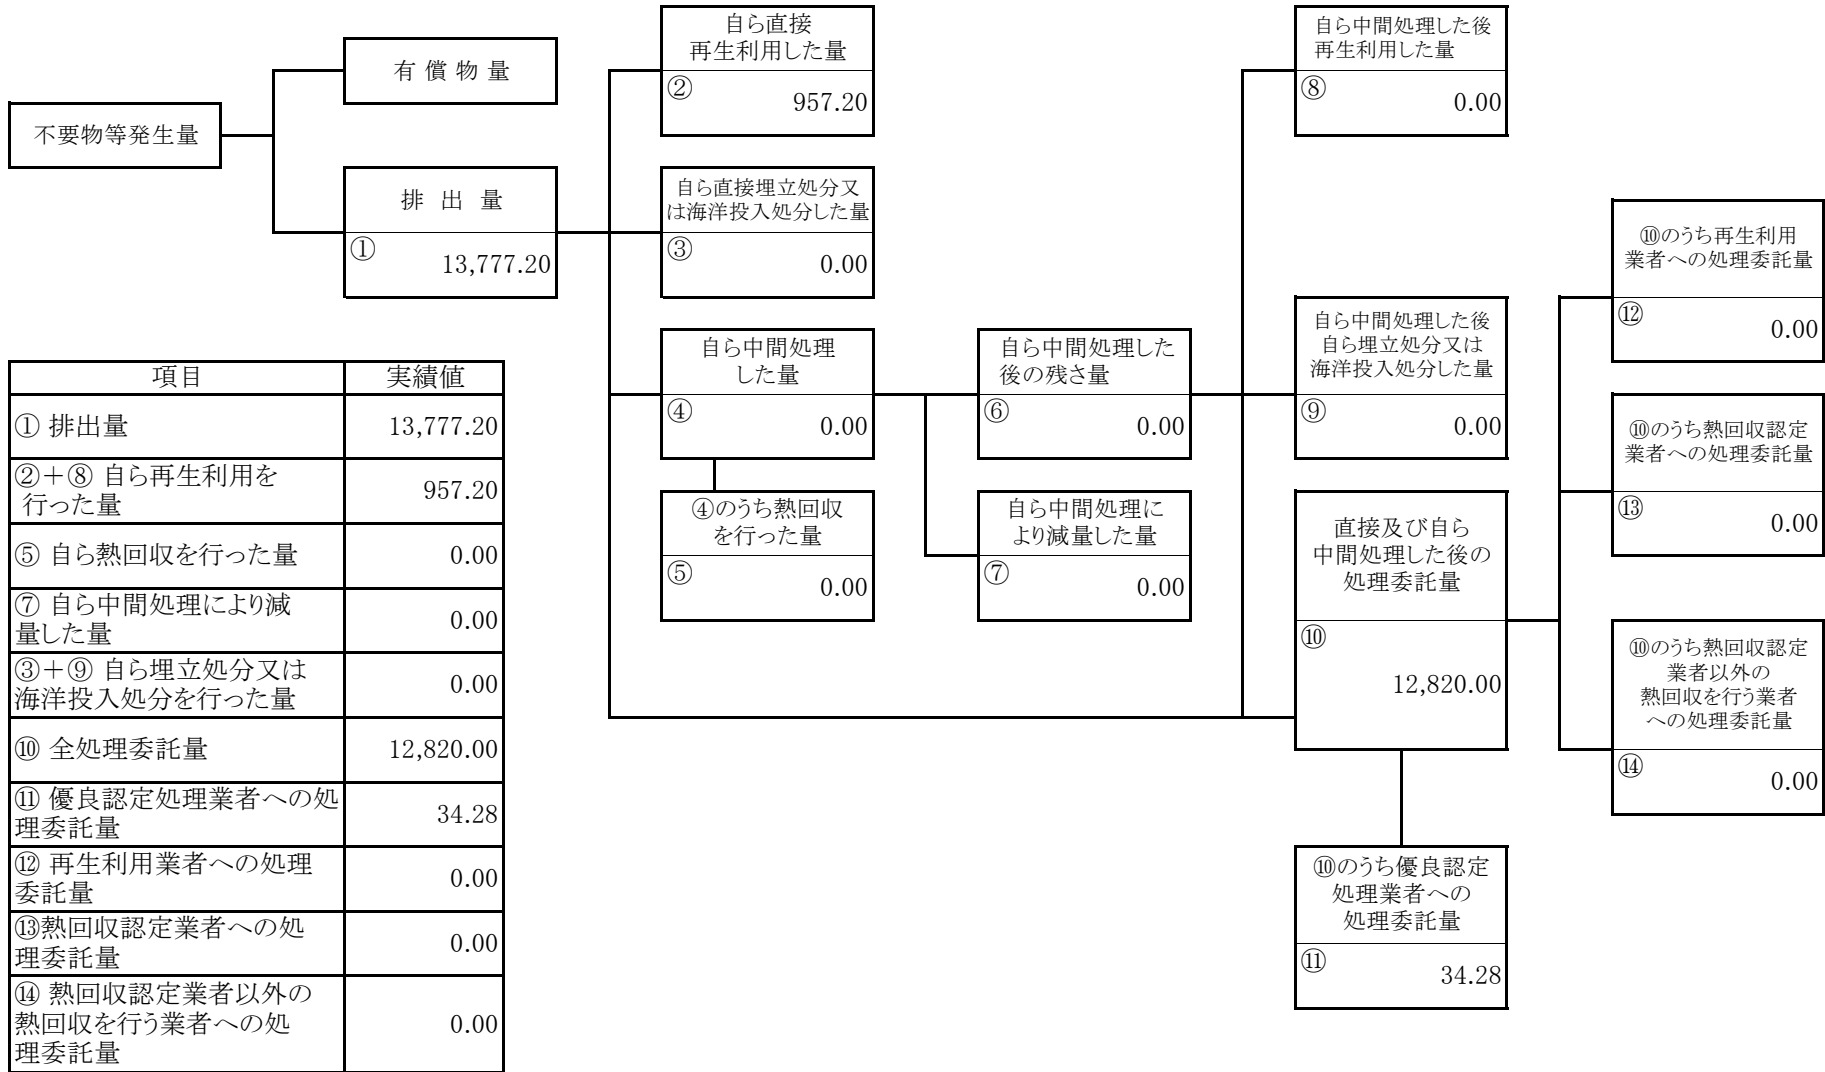 不要物等発生量
有 償 物 量
排 出 量
①
13,777.20
自ら直接
再生利用した量
②
957.20
自ら直接埋立処分又
は海洋投入処分した量
③
0.00
自ら中間処理
した量
④
0.00
④のうち熱回収
を行った量
⑤
0.00
自ら中間処理した
後の残さ量
⑥
0.00
自ら中間処理に
より減量した量
⑦
0.00
自ら中間処理した後
再生利用した量
⑧
0.00
自ら中間処理した後
自ら埋立処分又は
海洋投入処分した量
⑨
0.00
直接及び自ら
中間処理した後の
処理委託量
⑩
12,820.00
⑩のうち優良認定
処理業者への
処理委託量
⑪
34.28
⑩のうち再生利用
業者への処理委託量
⑫
0.00
⑩のうち熱回収認定
業者への処理委託量
⑬
0.00
⑩のうち熱回収認定
業者以外の
熱回収を行う業者
への処理委託量
⑭
0.00
項目 実績値
① 排出量 13,777.20
②＋⑧ 自ら再生利用を
行った量 957.20
⑤ 自ら熱回収を行った量 0.00
⑦ 自ら中間処理により減
量した量 0.00
③＋⑨ 自ら埋立処分又は
海洋投入処分を行った量 0.00
⑩ 全処理委託量 12,820.00
⑪ 優良認定処理業者への処
理委託量 34.28
⑫ 再生利用業者への処理
委託量 0.00
⑬熱回収認定業者への処
理委託量 0.00
⑭ 熱回収認定業者以外の
熱回収を行う業者への処
理委託量 0.00